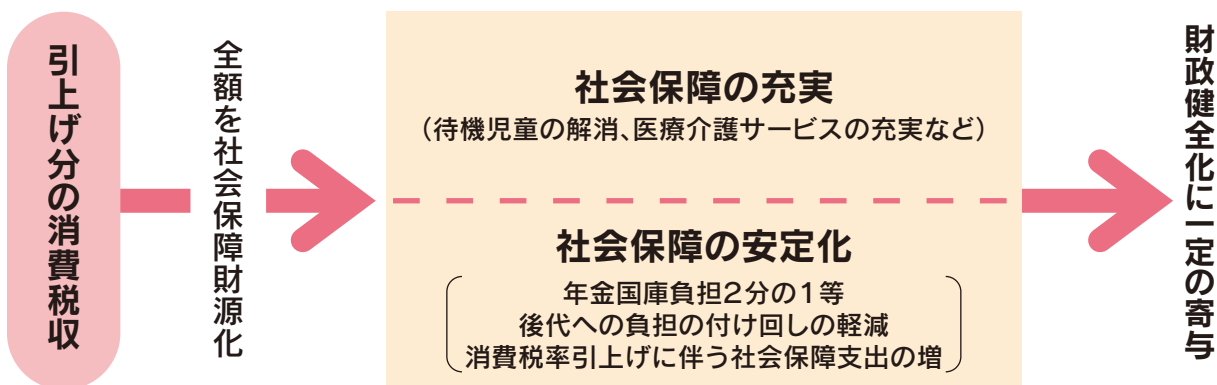 引上げ分の消費税収
全額を社会保障財源化
社会保障の充実
（待機児童の解消、医療介護サービスの充実など）
社会保障の安定化
年金国庫負担2分の1等
後代への負担の付け回しの軽減
消費税率引上げに伴う社会保障支出の増
財政健全化に一定の寄与